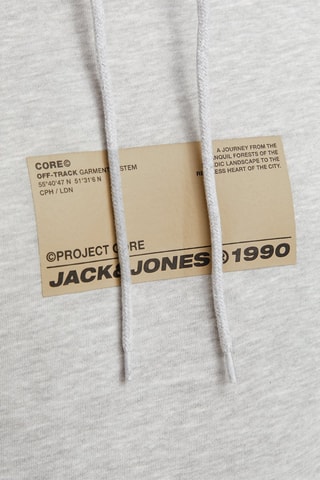 CORE©
OFF-TRACK GARMENT SYSTEM
55°40'47 N 51°31'6 N
CPH / LDN
A JOURNEY FROM THE
FORESTS OF THE
LANDSCAPE TO THE
HEART OF THE CITY.
©PROJECT CORE
JACK&JONES®1990